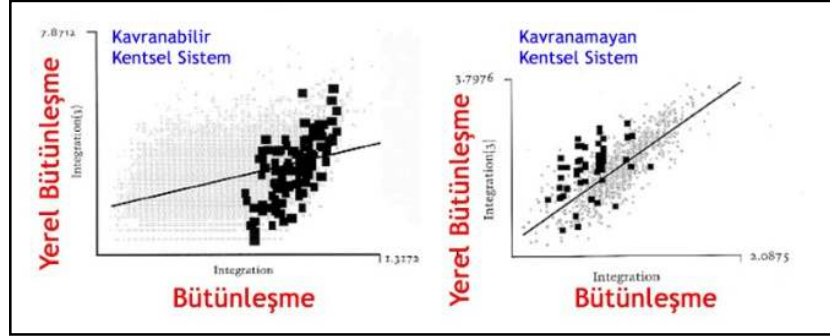 7.8712
Kavranabilir
Kentsel Sistem
Yerel Bütünleşme
Integration[3]
Integration
1.3172
Bütünleşme
Kavranamayan
Kentsel Sistem
3.7976
Yerel Bütünleşme
Integration[3]
Integration
2.0875
Bütünleşme